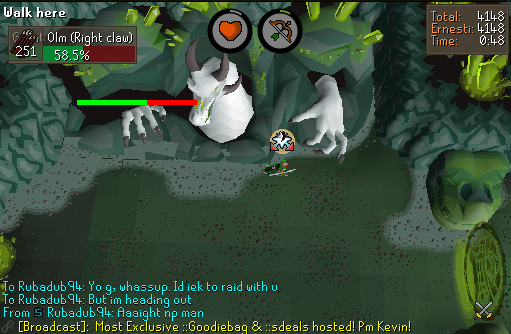 Walk here
Olm (Right claw)
251
58.5%
Total: 4148
Ernesti: 4148
Time: 0:48
To Rubadub94: Yo g, whassup. Id iek to raid with u
To Rubadub94: But im heading out
From S Rubadub94: Aaaight np man
[Broadcast]: Most Exclusive ::Goodiebag & ::sdeals hosted! Pm Kevin!